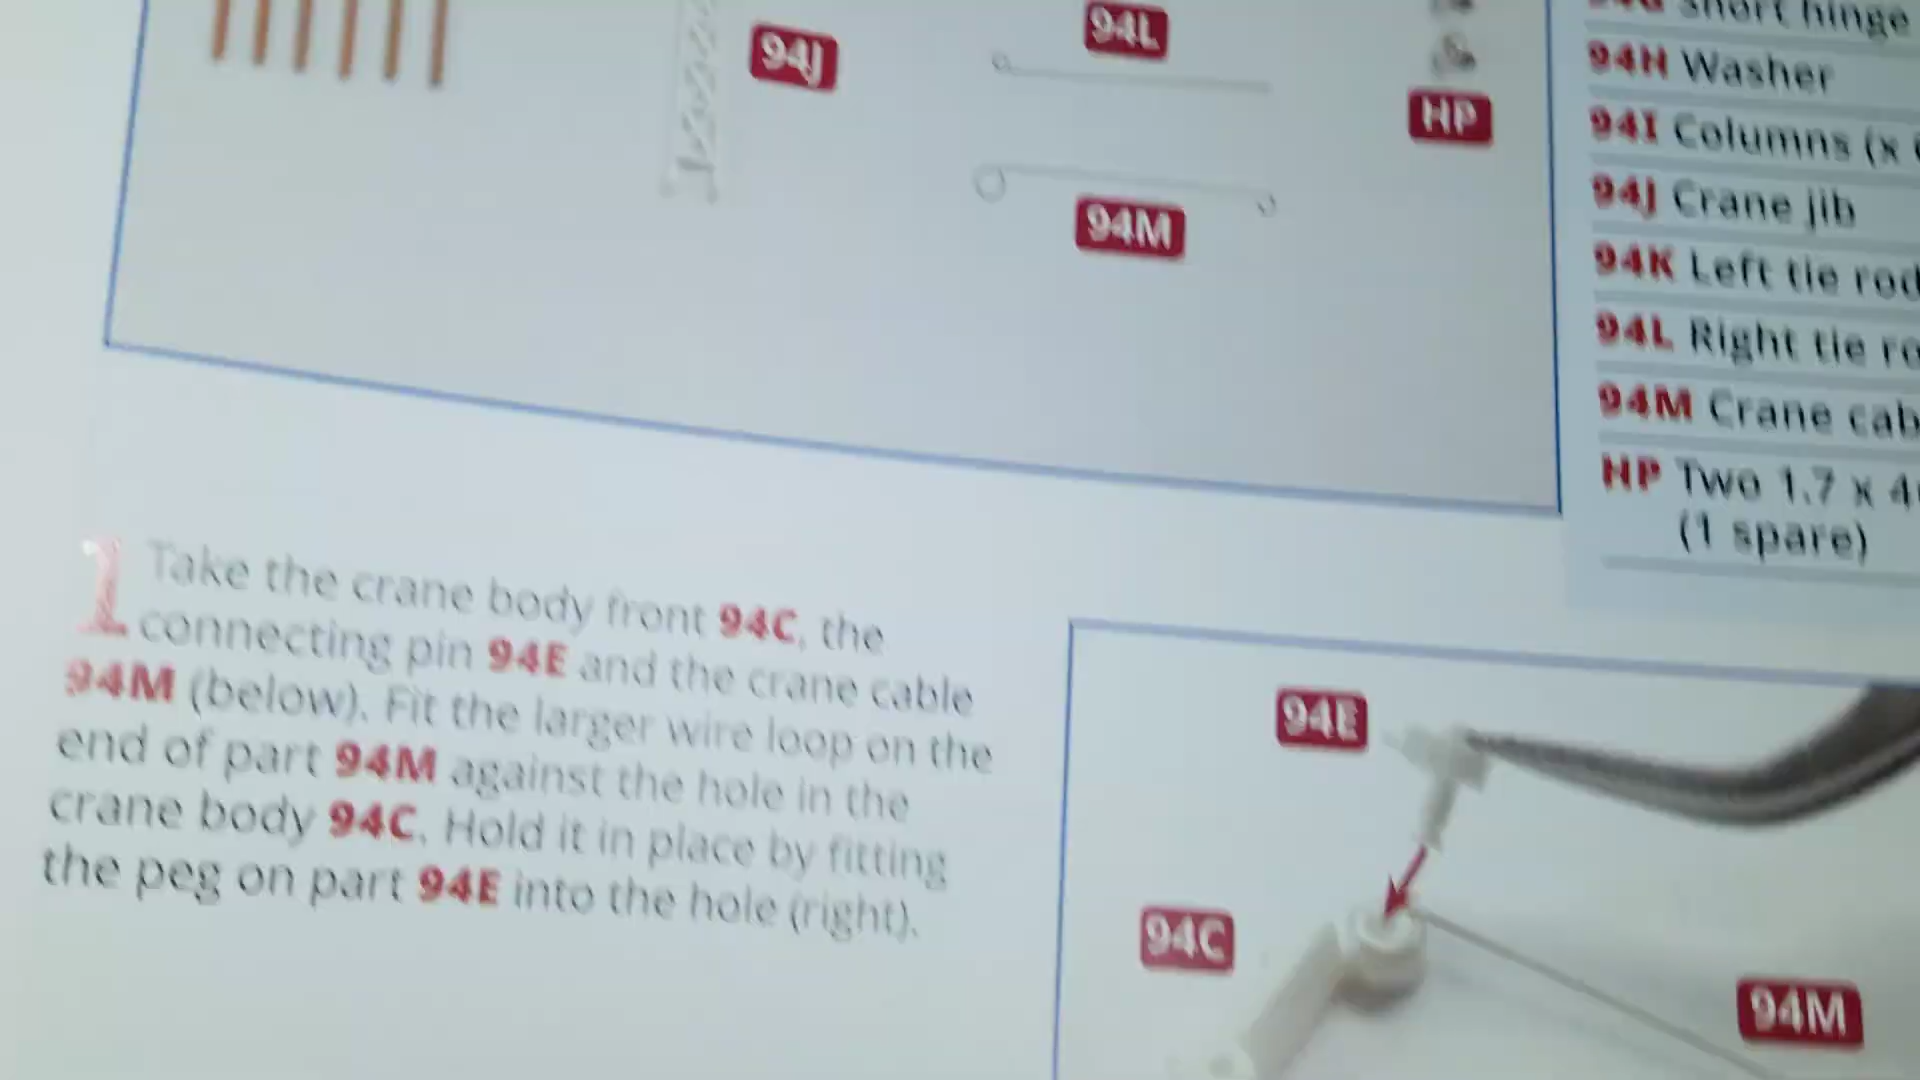 94J
94L
HP
94M
short hinge
94H Washer
94I Columns (x
94J Crane jib
94K Left tie rod
94L Right tie
94M Crane
HP Two 1.7 x
(1 spare)
1 Take the crane body front 94C, the
connecting pin 94E and the crane cable
94M (below). Fit the larger wire loop on the
end of part 94M against the hole in the
crane body 94C. Hold it in place by fitting
the peg on part 94E into the hole (right).
94E
94C
94M